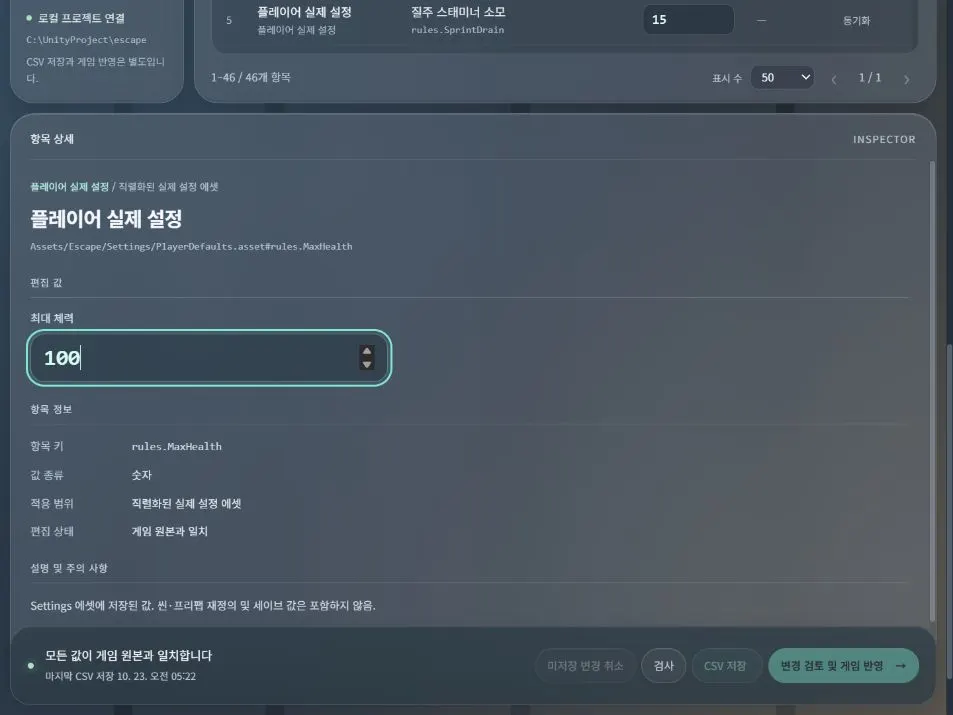 로컬 프로젝트 연결
C:\UnityProject\escape
CSV 저장과 게임 반영은 별도입니
다.
5 플레이어 실제 설정 질주 스태미너 소모 15 — 동기화
플레이어 실제 설정 rules.SprintDrain
1–46 / 46개 항목 표시 수 50 1 / 1
항목 상세 INSPECTOR
플레이어 실제 설정 / 직렬화된 실제 설정 에셋
플레이어 실제 설정
Assets/Escape/Settings/PlayerDefaults.asset#rules.MaxHealth
편집 값
최대 체력
100
항목 정보
항목 키 rules.MaxHealth
값 종류 숫자
적용 범위 직렬화된 실제 설정 에셋
편집 상태 게임 원본과 일치
설명 및 주의 사항
Settings 에셋에 저장된 값. 씬·프리팹 재정의 및 세이브 값은 포함하지 않음.
모든 값이 게임 원본과 일치합니다
마지막 CSV 저장 10. 23. 오전 05:22
미저장 변경 취소 검사 CSV 저장 변경 검토 및 게임 반영 →